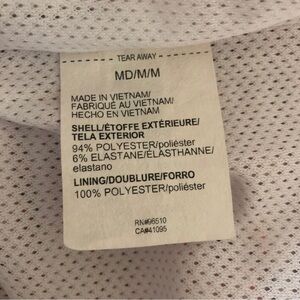 TEAR AWAY
MD/M/M
MADE IN VIETNAM/
FABRIQUÉ AU VIETNAM/
HECHO EN VIETNAM
SHELL/ÉTOFFE EXTÉRIEURE/
TELA EXTERIOR
94% POLYESTER/poliéster
6% ELASTANE/ÉLASTHANNE/
elastano
LINING/DOUBLURE/FORRO
100% POLYESTER/poliéster
RN#96510
CA#41095